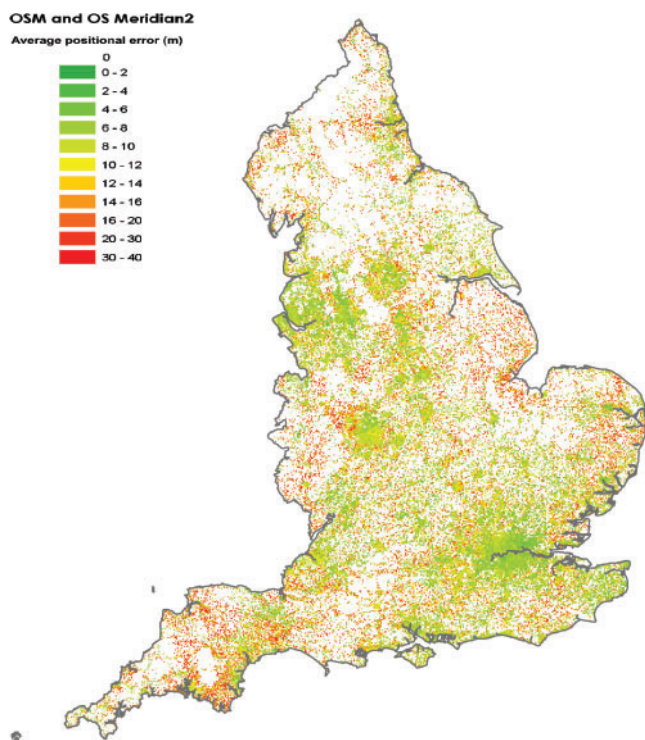 OSM and OS Meridian2
Average positional error (m)
0
0 - 2
2 - 4
4 - 6
6 - 8
8 - 10
10 - 12
12 - 14
14 - 16
16 - 20
20 - 30
30 - 40